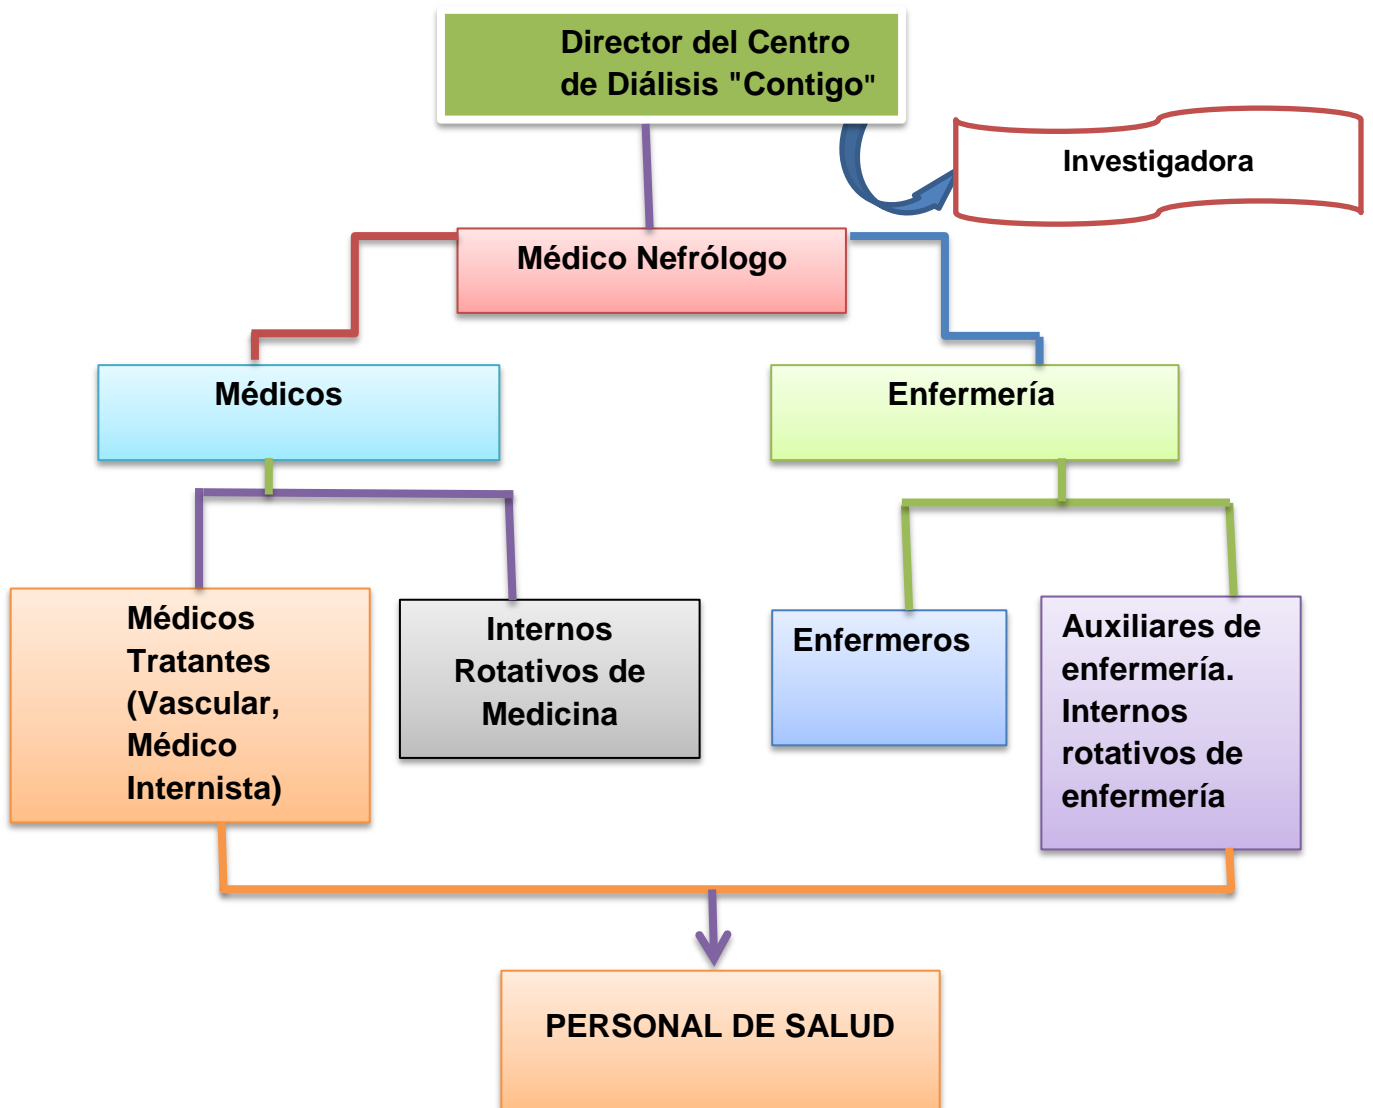 Director del Centro
de Diálisis "Contigo"
Investigadora
Médico Nefrólogo
Médicos
Enfermería
Médicos
Tratantes
(Vascular,
Médico
Internista)
Internos
Rotativos de
Medicina
Enfermeros
Auxiliares de
enfermería.
Internos
rotativos de
enfermería
PERSONAL DE SALUD